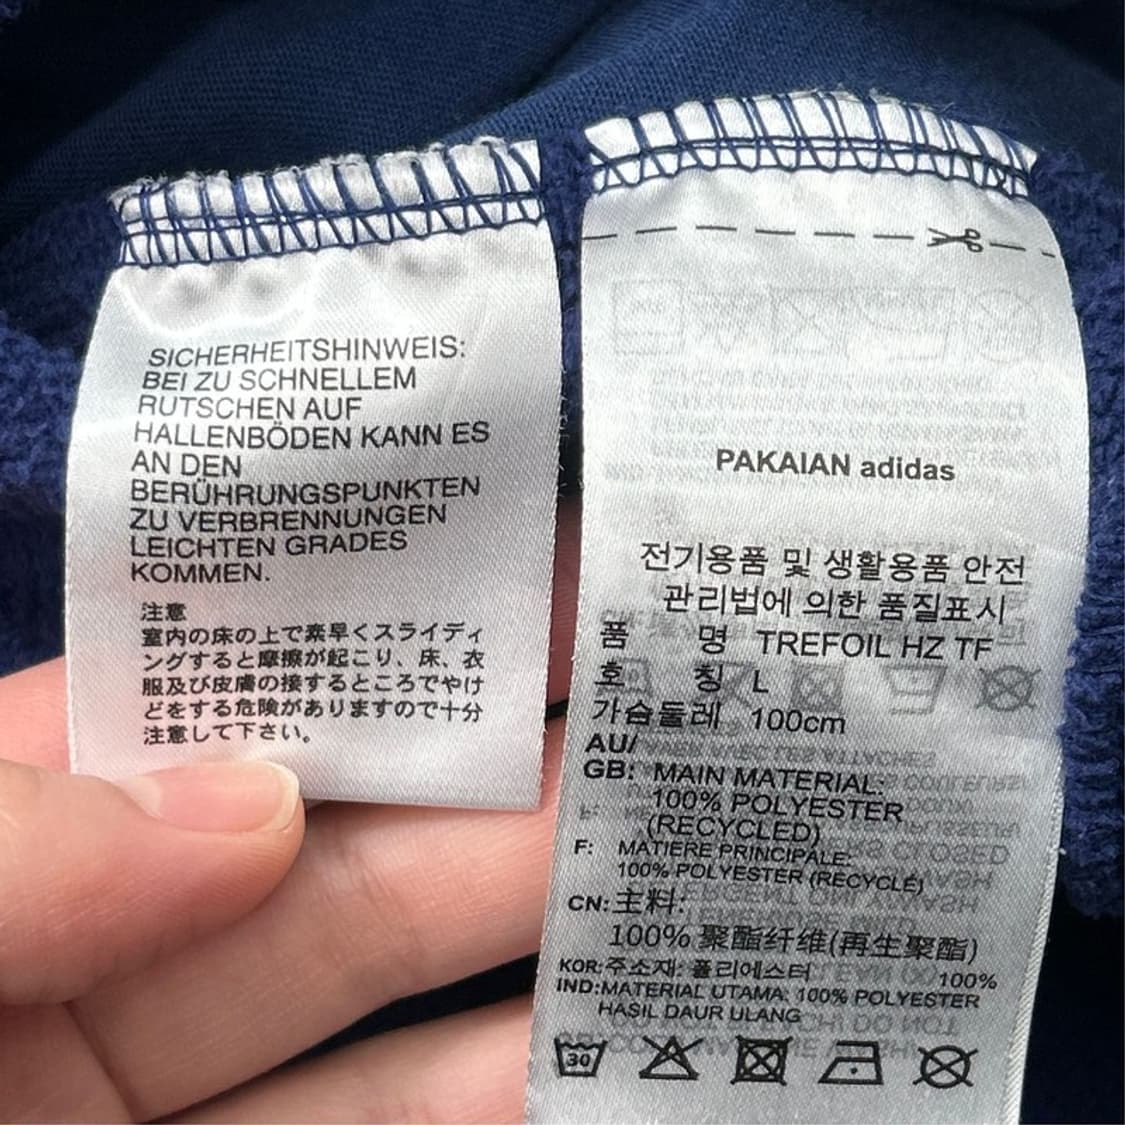 SICHERHEITSHINWEIS:
BEI ZU SCHNELLEM
RUTSCHEN AUF
HALLENBÖDEN KANN ES
AN DEN
BERÜHRUNGSPUNKTEN
ZU VERBRENNUNGEN
LEICHTEN GRADES
KOMMEN.
注意
室内の床の上で素早くスライディ
ングすると摩擦が起こり、床、衣
服及び皮膚の接するところでやけ
どをする危険がありますので十分
注意して下さい。
PAKAIAN adidas
전기용품 및 생활용품 안전
관리법에 의한 품질표시
품 명 TREFOIL HZ TF
호 칭 L
가슴둘레 100cm
AU/
GB: MAIN MATERIAL:
100% POLYESTER
(RECYCLED)
F: MATIERE PRINCIPALE:
100% POLYESTER (RECYCLÉ)
CN: 主料:
100% 聚酯纤维(再生聚酯)
KOR: 주소재: 폴리에스터 100%
IND: MATERIAL UTAMA: 100% POLYESTER
HASIL DAUR ULANG
30